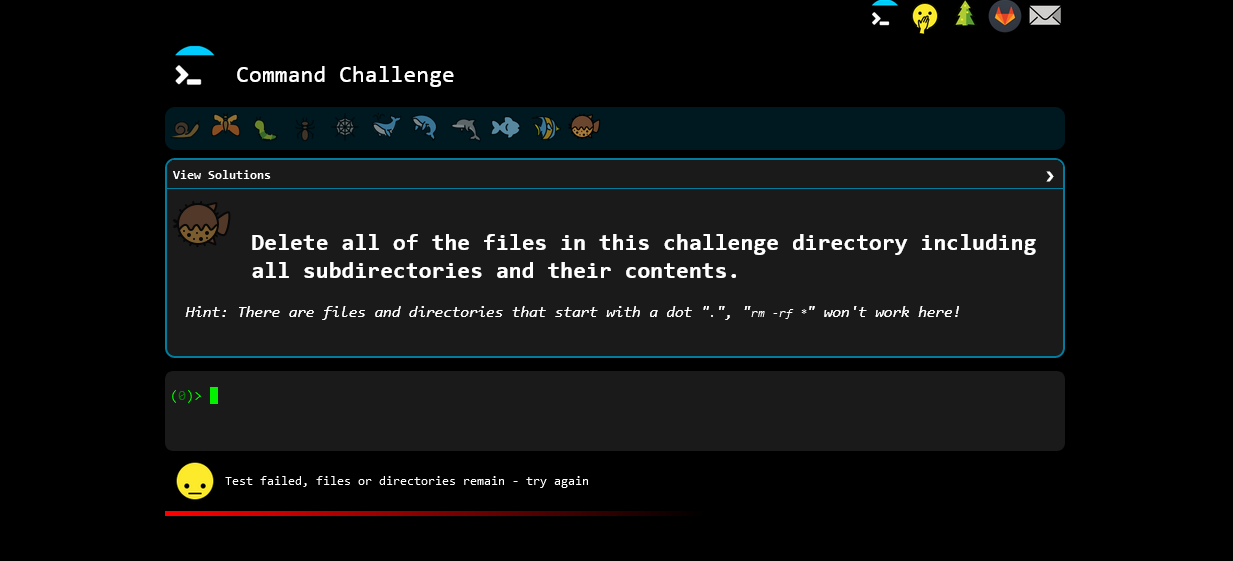 Command Challenge
View Solutions
Delete all of the files in this challenge directory including
all subdirectories and their contents.
Hint: There are files and directories that start with a dot ".", "rm -rf *" won't work here!
(0)>
Test failed, files or directories remain - try again